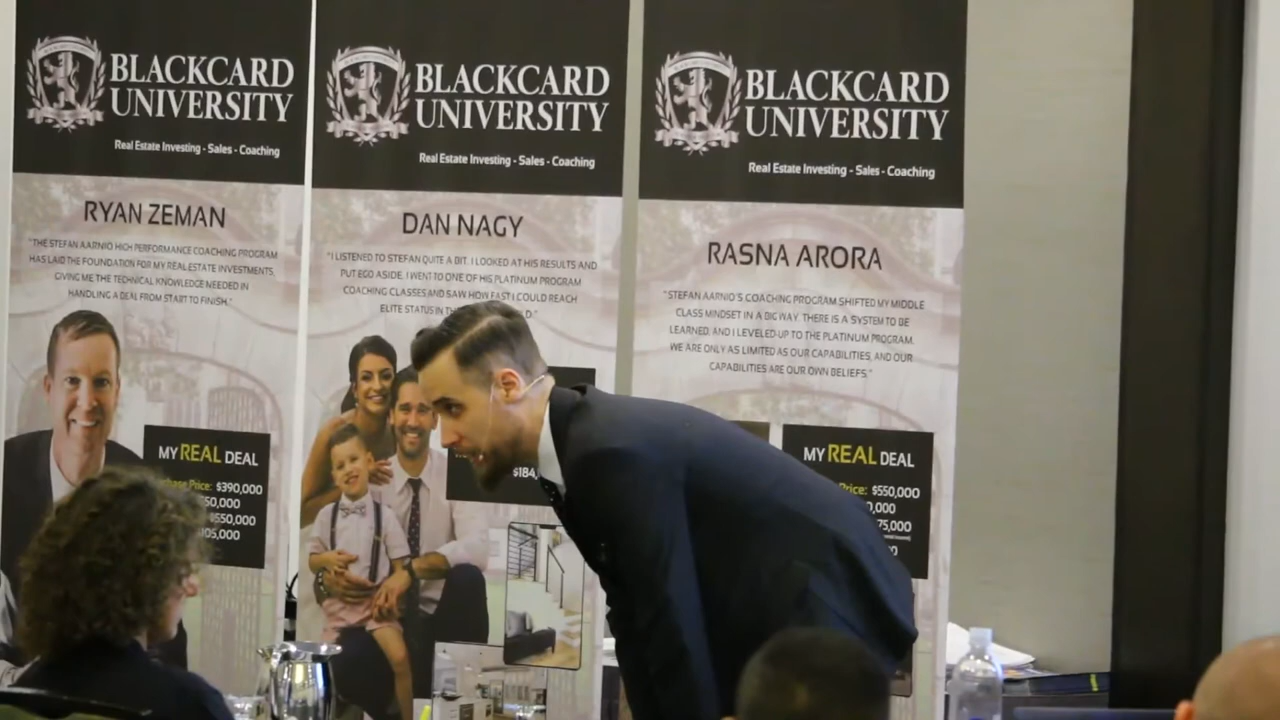 BLACKCARD
UNIVERSITY
Real Estate Investing - Sales - Coaching
RYAN ZEMAN
"THE STEFAN AARNIO HIGH PERFORMANCE COACHING PROGRAM
HAS LAID THE FOUNDATION FOR MY REAL ESTATE INVESTMENTS,
GIVING ME THE TECHNICAL KNOWLEDGE NEEDED IN
HANDLING A DEAL FROM START TO FINISH."
MY REAL DEAL
Price: $390,000
$550,000
BLACKCARD
UNIVERSITY
Real Estate Investing - Sales - Coaching
DAN NAGY
"I LISTENED TO STEFAN QUITE A BIT. I LOOKED AT HIS RESULTS AND
PUT EGO ASIDE. I WENT TO ONE OF HIS PLATINUM PROGRAM
COACHING CLASSES AND SAW HOW FAST I COULD REACH
ELITE STATUS IN
BLACKCARD
UNIVERSITY
Real Estate Investing - Sales - Coaching
RASNA ARORA
"STEFAN AARNIO'S COACHING PROGRAM SHIFTED MY MIDDLE
CLASS MINDSET IN A BIG WAY. THERE IS A SYSTEM TO BE
LEARNED, AND I LEVELED-UP TO THE PLATINUM PROGRAM.
WE ARE ONLY AS LIMITED AS OUR CAPABILITIES, AND OUR
CAPABILITIES ARE OUR OWN BELIEFS."
MY REAL DEAL
Price: $550,000